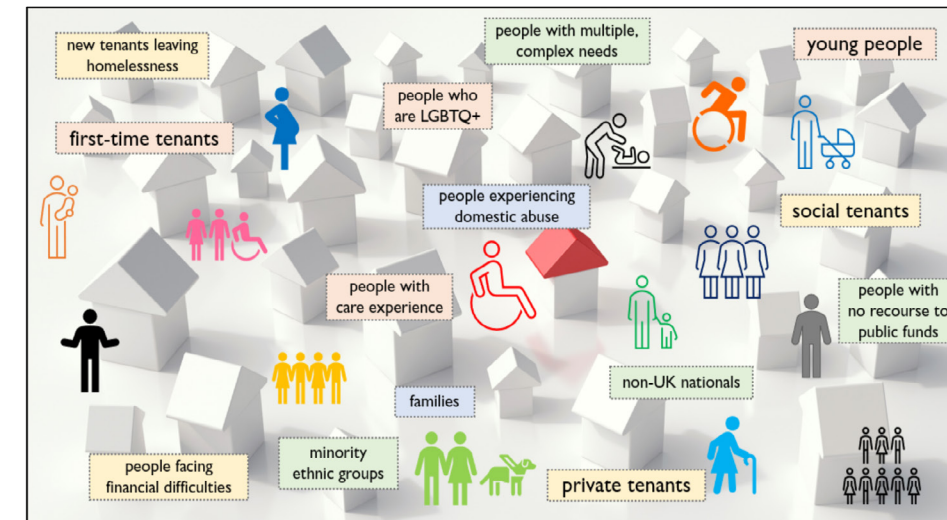 new tenants leaving
homelessness
people with multiple,
complex needs
young people
people who
are LGBTQ+
first-time tenants
people experiencing
domestic abuse
social tenants
people with
care experience
people with
no recourse to
public funds
non-UK nationals
families
minority
ethnic groups
people facing
financial difficulties
private tenants